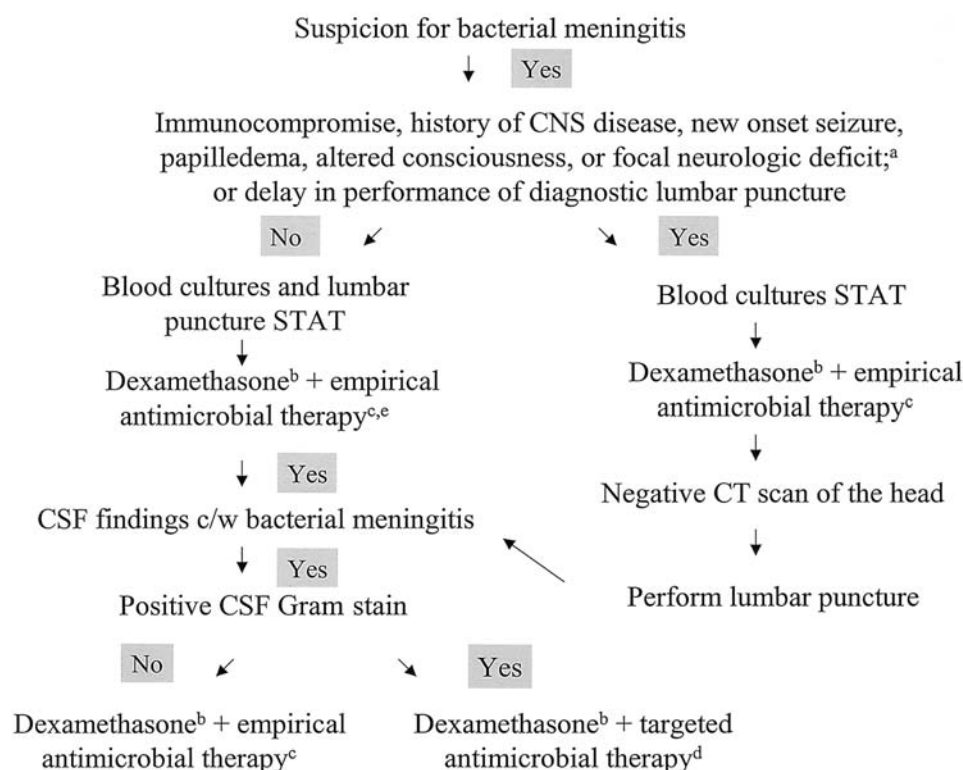 Suspicion for bacterial meningitis
Yes
Immunocompromise, history of CNS disease, new onset seizure,
papilledema, altered consciousness, or focal neurologic deficit;ᵃ
or delay in performance of diagnostic lumbar puncture
No
Yes
Blood cultures and lumbar
puncture STAT
Dexamethasoneᵇ + empirical
antimicrobial therapyᶜ,ᵉ
Yes
CSF findings c/w bacterial meningitis
Yes
Positive CSF Gram stain
Blood cultures STAT
Dexamethasoneᵇ + empirical
antimicrobial therapyᶜ
Negative CT scan of the head
Perform lumbar puncture
No
Yes
Dexamethasoneᵇ + empirical
antimicrobial therapyᶜ
Dexamethasoneᵇ + targeted
antimicrobial therapyᵈ